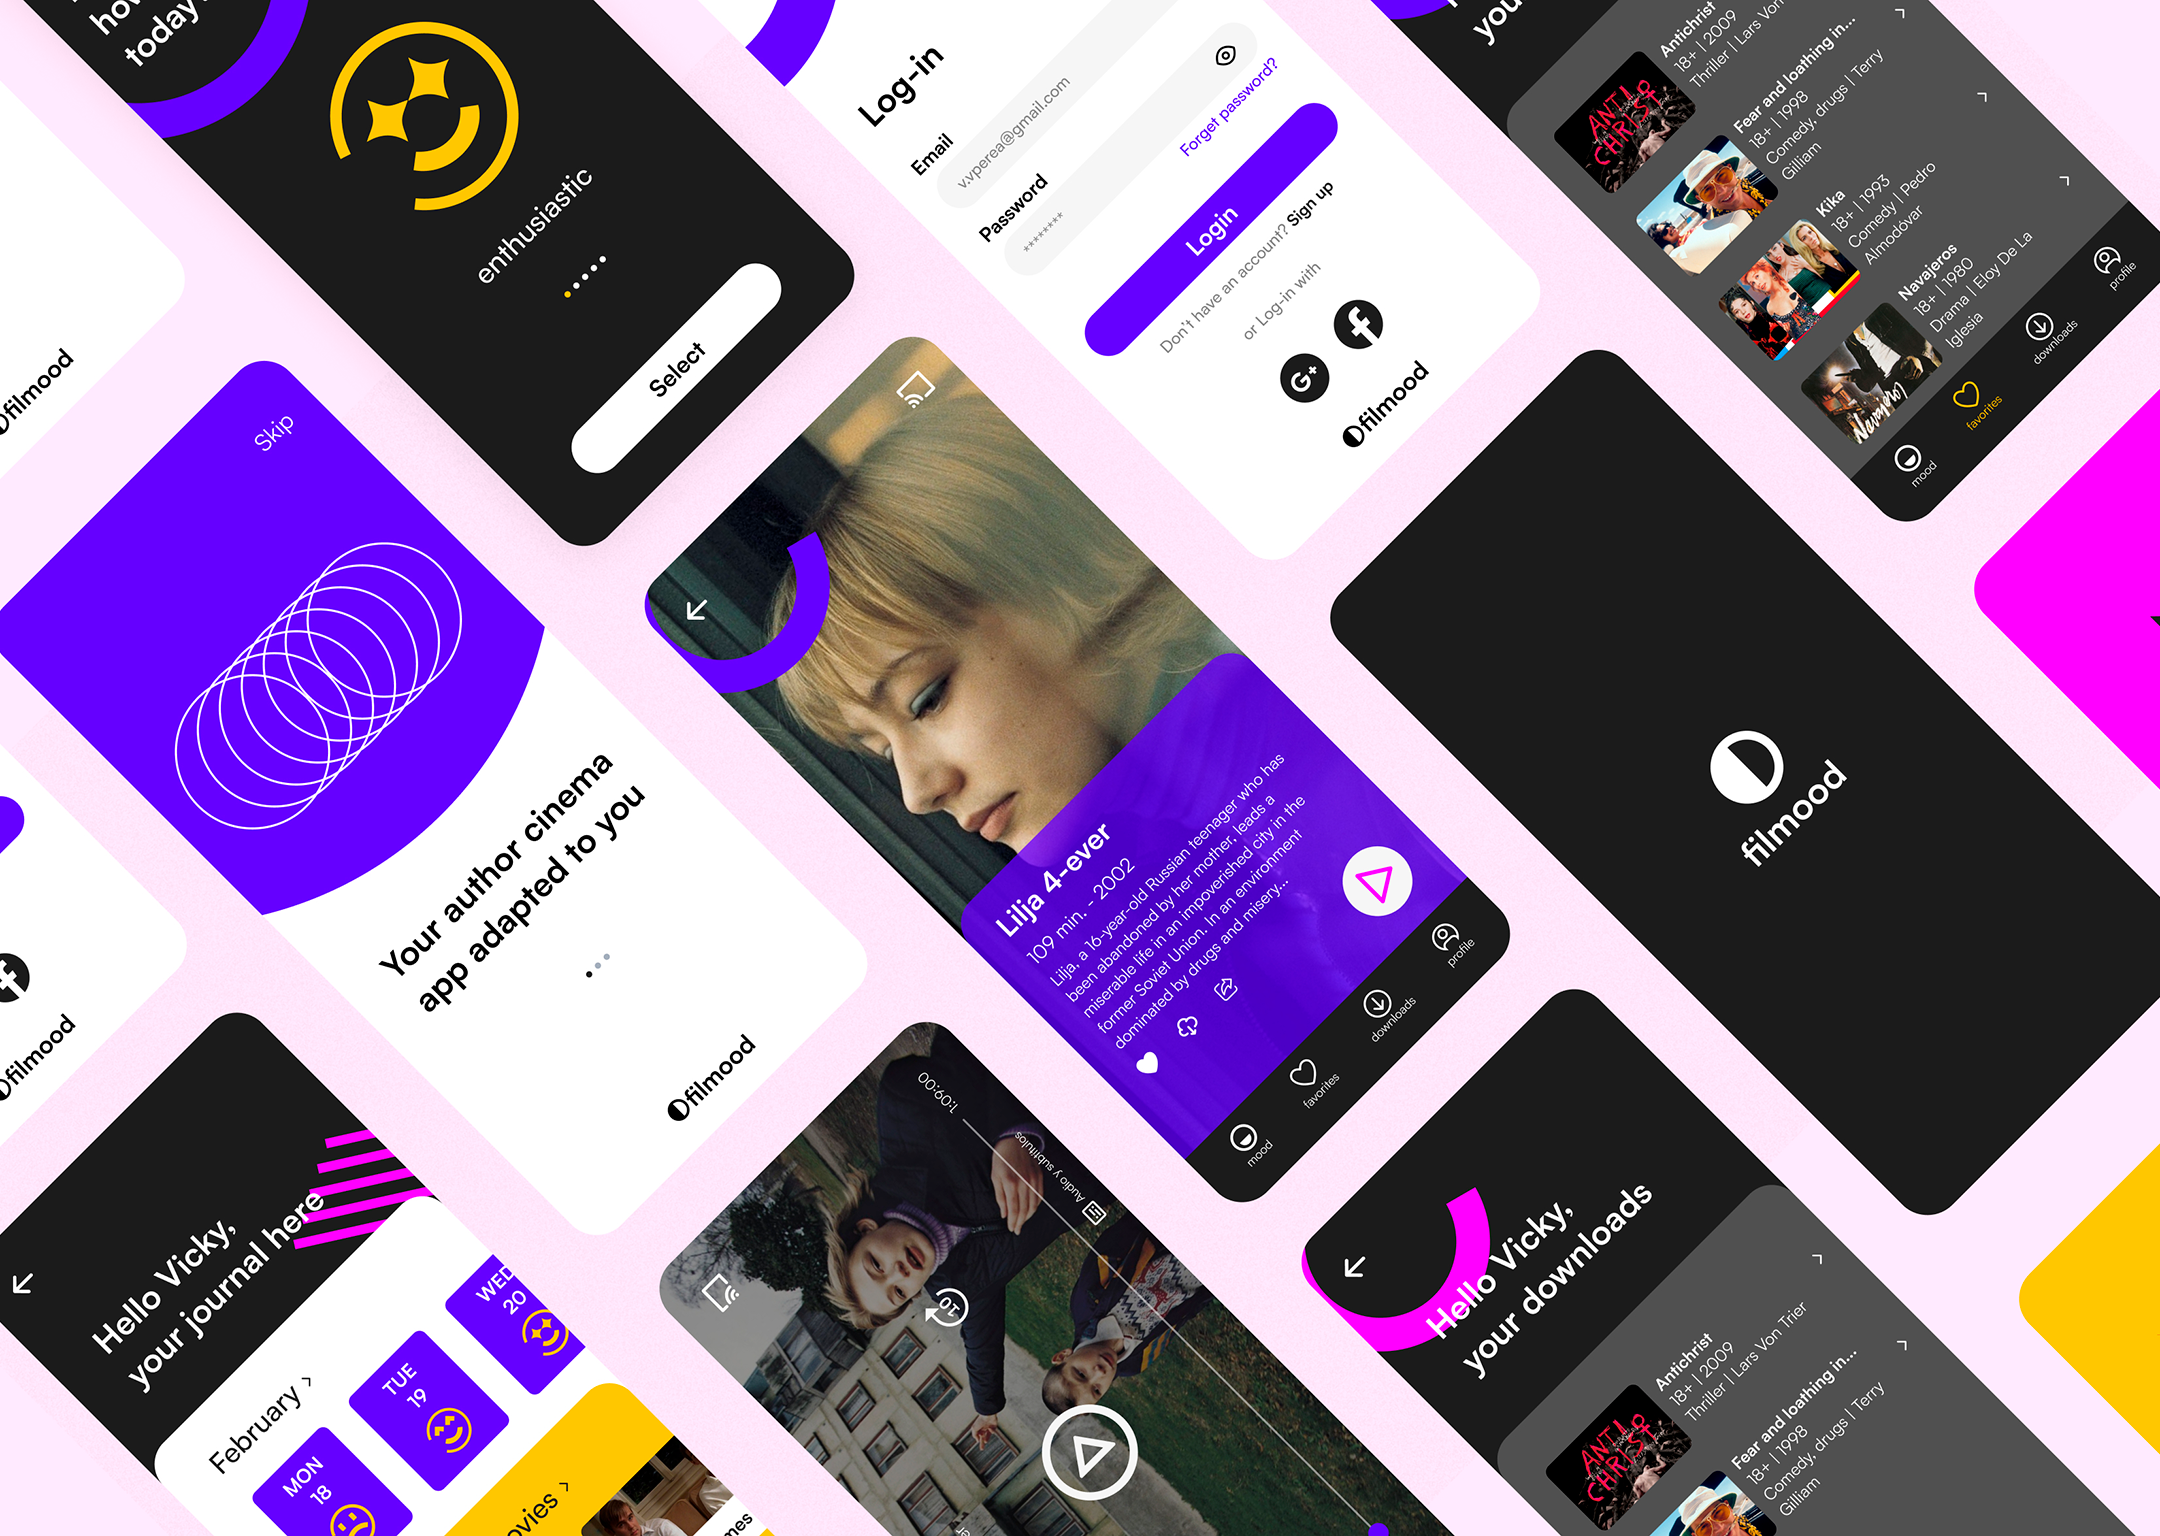 today
enthusiastic
Select
filmood
Log-in
Email
v.vperea@gmail.com
Password
********
Forget password?
Login
Don't have an account? Sign up
or Log-in with
G+
filmood
Antichrist
18+ | 2009
Thriller | Lars Von
ANTI
CHRIST
Fear and loathing in...
18+ | 1998
Comedy, drugs | Terry
Gilliam
Kika
18+ | 1993
Comedy | Pedro
Almodóvar
Navajeros
18+ | 1980
Drama | Eloy De La
Iglesia
Navajeros
mood
favorites
downloads
profile
Skip
Your author cinema
app adapted to you
filmood
Lilja 4-ever
109 min. - 2002
Lilja, a 16-year-old Russian teenager who has
been abandoned by her mother, leads a
miserable life in an impoverished city in the
former Soviet Union. In an environment
dominated by drugs and misery...
mood
favorites
downloads
profile
filmood
filmood
Hello Vicky,
your journal here
February
MON
18
TUE
19
WED
20
1:09:00
Audio y subtítulos
10
Hello Vicky,
your downloads
Antichrist
18+ | 2009
Thriller | Lars Von Trier
ANTI
CHRIST
Fear and loathing in...
18+ | 1998
Comedy, drugs | Terry
Gilliam